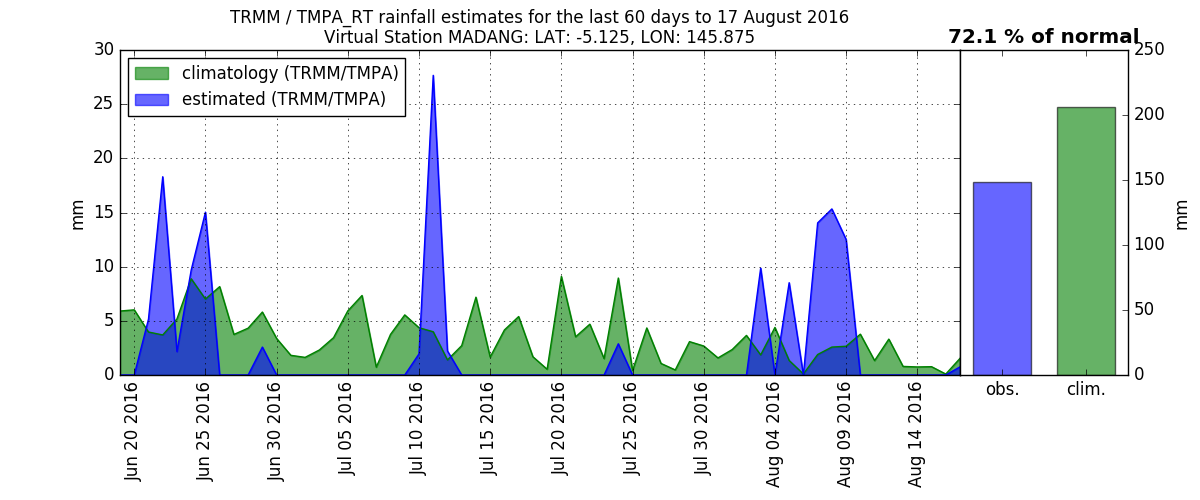 TRMM / TMPA_RT rainfall estimates for the last 60 days to 17 August 2016
Virtual Station MADANG: LAT: -5.125, LON: 145.875
72.1 % of normal
climatology (TRMM/TMPA)
estimated (TRMM/TMPA)
30
25
20
15
10
5
0
mm
250
200
150
100
50
0
mm
Jun 20 2016
Jun 25 2016
Jun 30 2016
Jul 05 2016
Jul 10 2016
Jul 15 2016
Jul 20 2016
Jul 25 2016
Jul 30 2016
Aug 04 2016
Aug 09 2016
Aug 14 2016
obs.
clim.